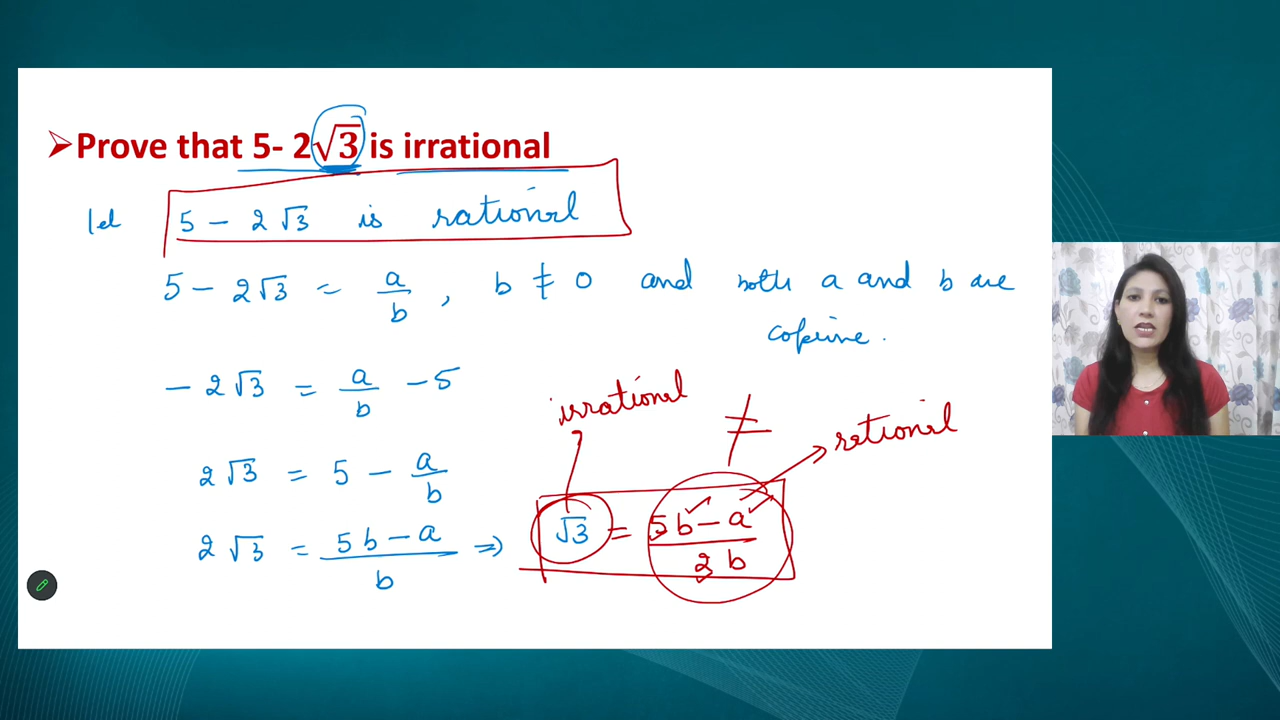 ➢Prove that 5- 2√3 is irrational
let 5 - 2√3 is rational
5 - 2√3 = a/b , b ≠ 0 and both a and b are
coprime.
- 2√3 = a/b - 5
irrational ≠ rational
2√3 = 5 - a/b
2√3 = (5b - a)/b ⇒ √3 = (5b - a)/2b